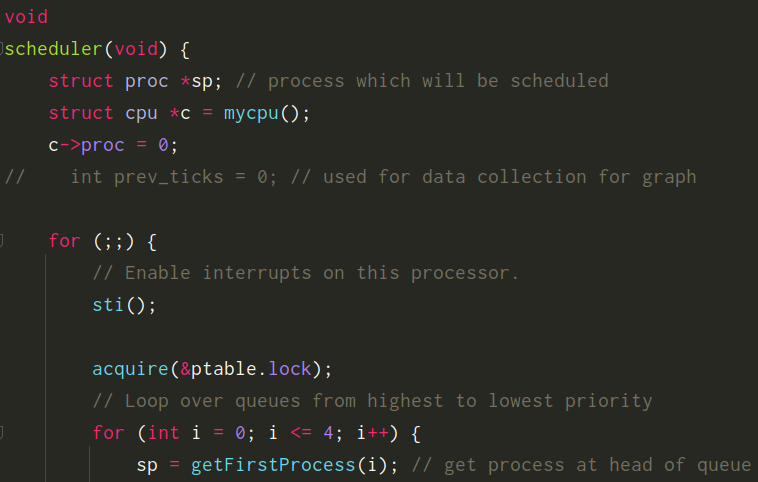 void
scheduler(void) {
    struct proc *sp; // process which will be scheduled
    struct cpu *c = mycpu();
    c->proc = 0;
//    int prev_ticks = 0; // used for data collection for graph
    for (;;) {
        // Enable interrupts on this processor.
        sti();
        acquire(&ptable.lock);
        // Loop over queues from highest to lowest priority
        for (int i = 0; i <= 4; i++) {
            sp = getFirstProcess(i); // get process at head of queue